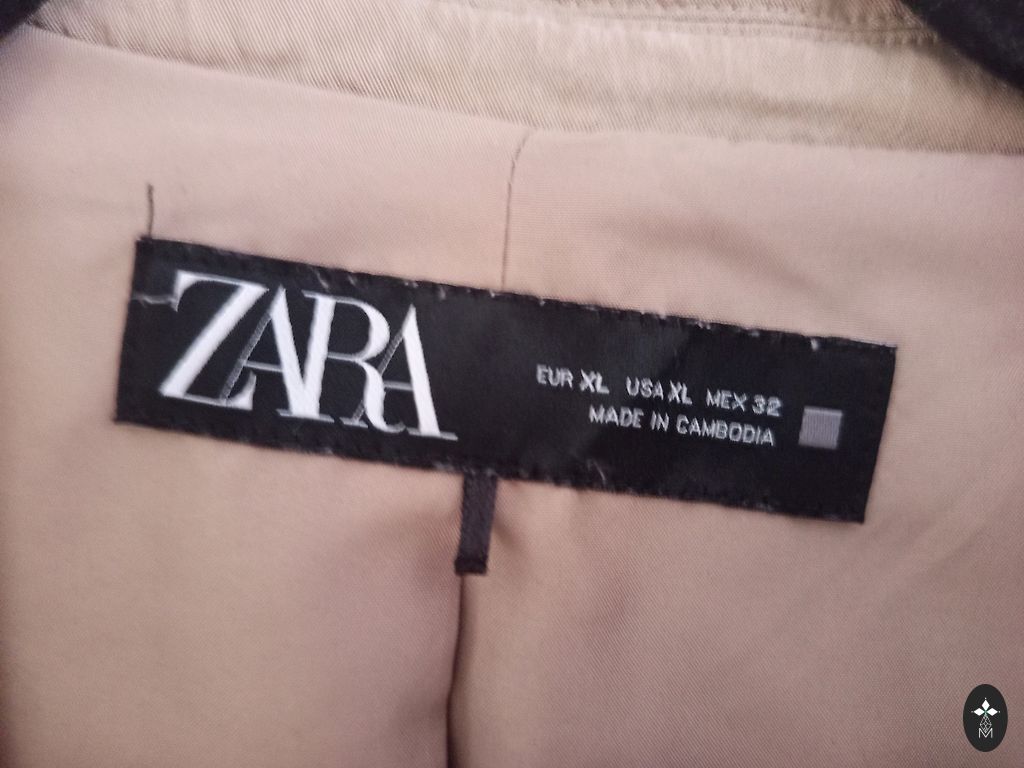 ZARA
EUR XL USA XL MEX 32
MADE IN CAMBODIA
M